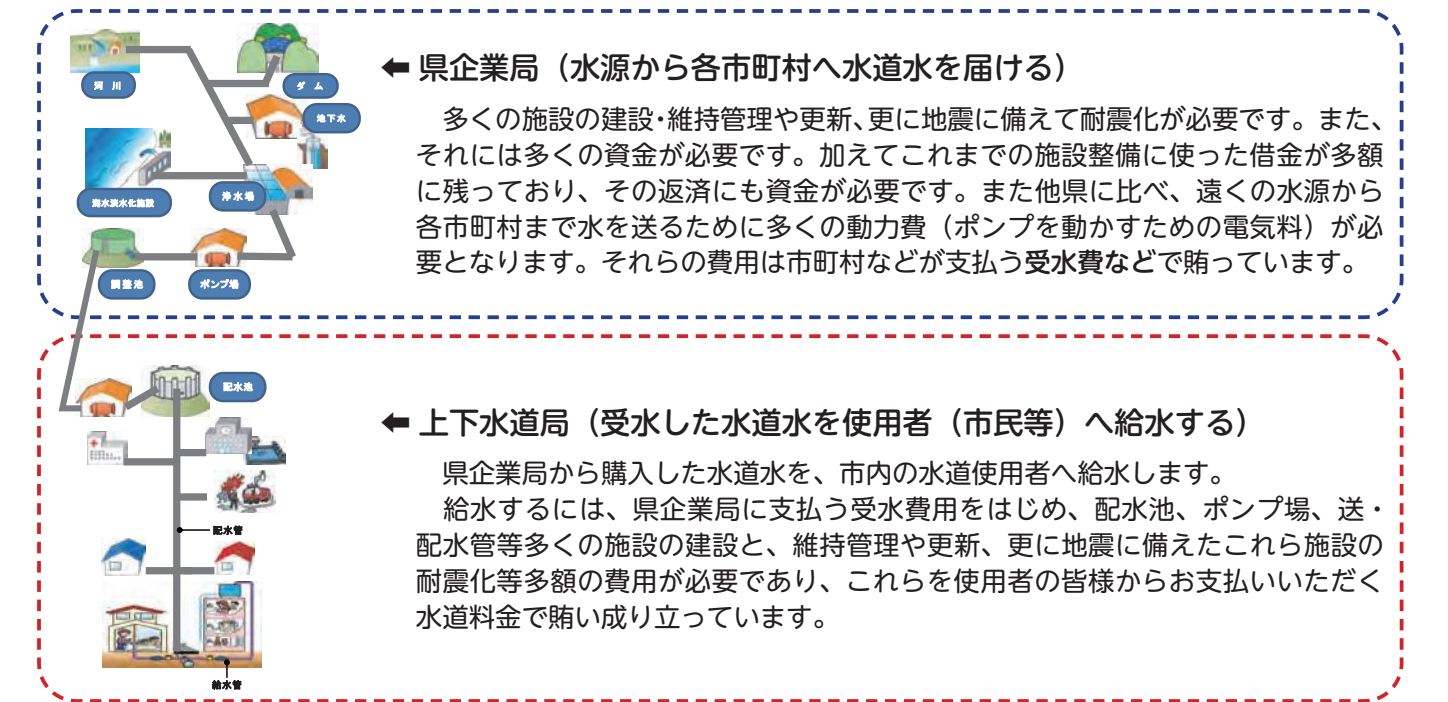 河川
ダム
地下水
海水淡水化施設
浄水場
調整池
ポンプ場
⬅ 県企業局（水源から各市町村へ水道水を届ける）
多くの施設の建設・維持管理や更新、更に地震に備えて耐震化が必要です。また、
それには多くの資金が必要です。加えてこれまでの施設整備に使った借金が多額
に残っており、その返済にも資金が必要です。また他県に比べ、遠くの水源から
各市町村まで水を送るために多くの動力費（ポンプを動かすための電気料）が必
要となります。それらの費用は市町村などが支払う受水費などで賄っています。
配水池
配水管
給水管
⬅ 上下水道局（受水した水道水を使用者（市民等）へ給水する）
県企業局から購入した水道水を、市内の水道使用者へ給水します。
給水するには、県企業局に支払う受水費用をはじめ、配水池、ポンプ場、送・
配水管等多くの施設の建設と、維持管理や更新、更に地震に備えたこれら施設の
耐震化等多額の費用が必要であり、これらを使用者の皆様からお支払いいただく
水道料金で賄い成り立っています。